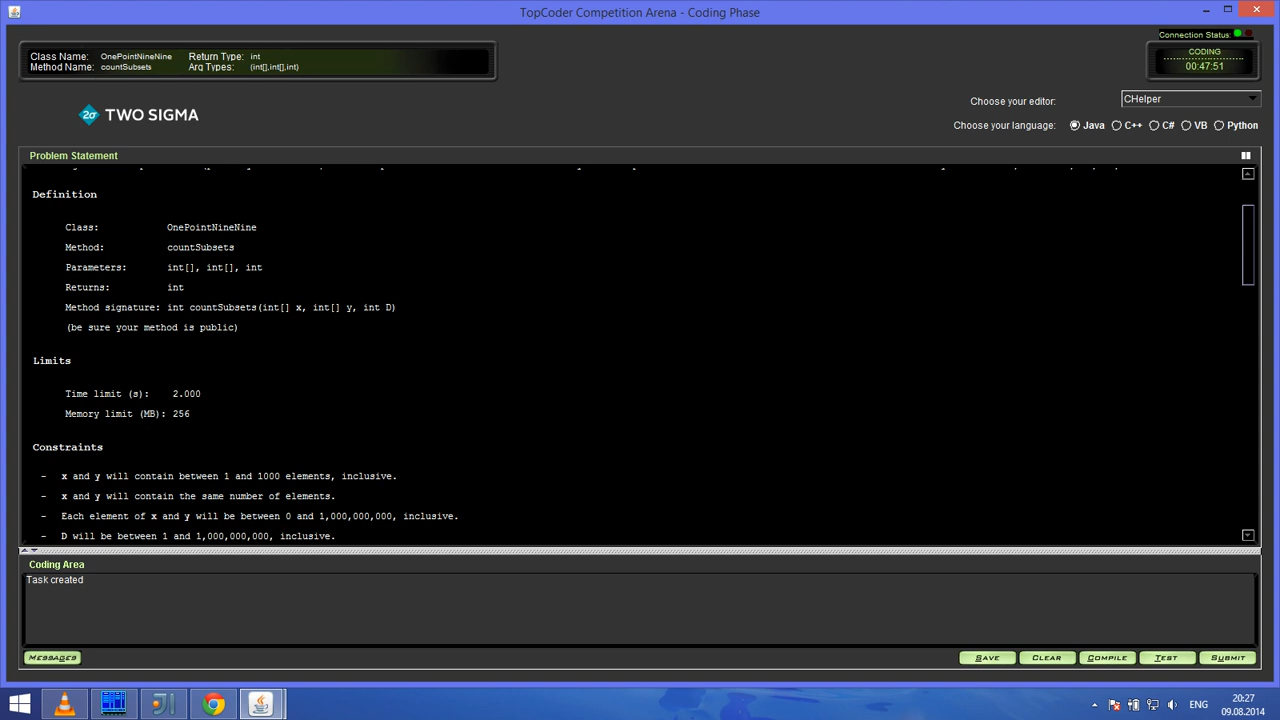 TopCoder Competition Arena - Coding Phase
Connection Status:
Class Name: OnePointNineNine Return Type: int
Method Name: countSubsets Arg Types: (int[],int[],int)
CODING
00:47:51
2σ TWO SIGMA
Choose your editor: CHelper
Choose your language: Java C++ C# VB Python
Problem Statement
Definition
Class: OnePointNineNine
Method: countSubsets
Parameters: int[], int[], int
Returns: int
Method signature: int countSubsets(int[] x, int[] y, int D)
(be sure your method is public)
Limits
Time limit (s): 2.000
Memory limit (MB): 256
Constraints
- x and y will contain between 1 and 1000 elements, inclusive.
- x and y will contain the same number of elements.
- Each element of x and y will be between 0 and 1,000,000,000, inclusive.
- D will be between 1 and 1,000,000,000, inclusive.
Coding Area
Task created
MESSAGES SAVE CLEAR COMPILE TEST SUBMIT
ENG 20:27
09.08.2014